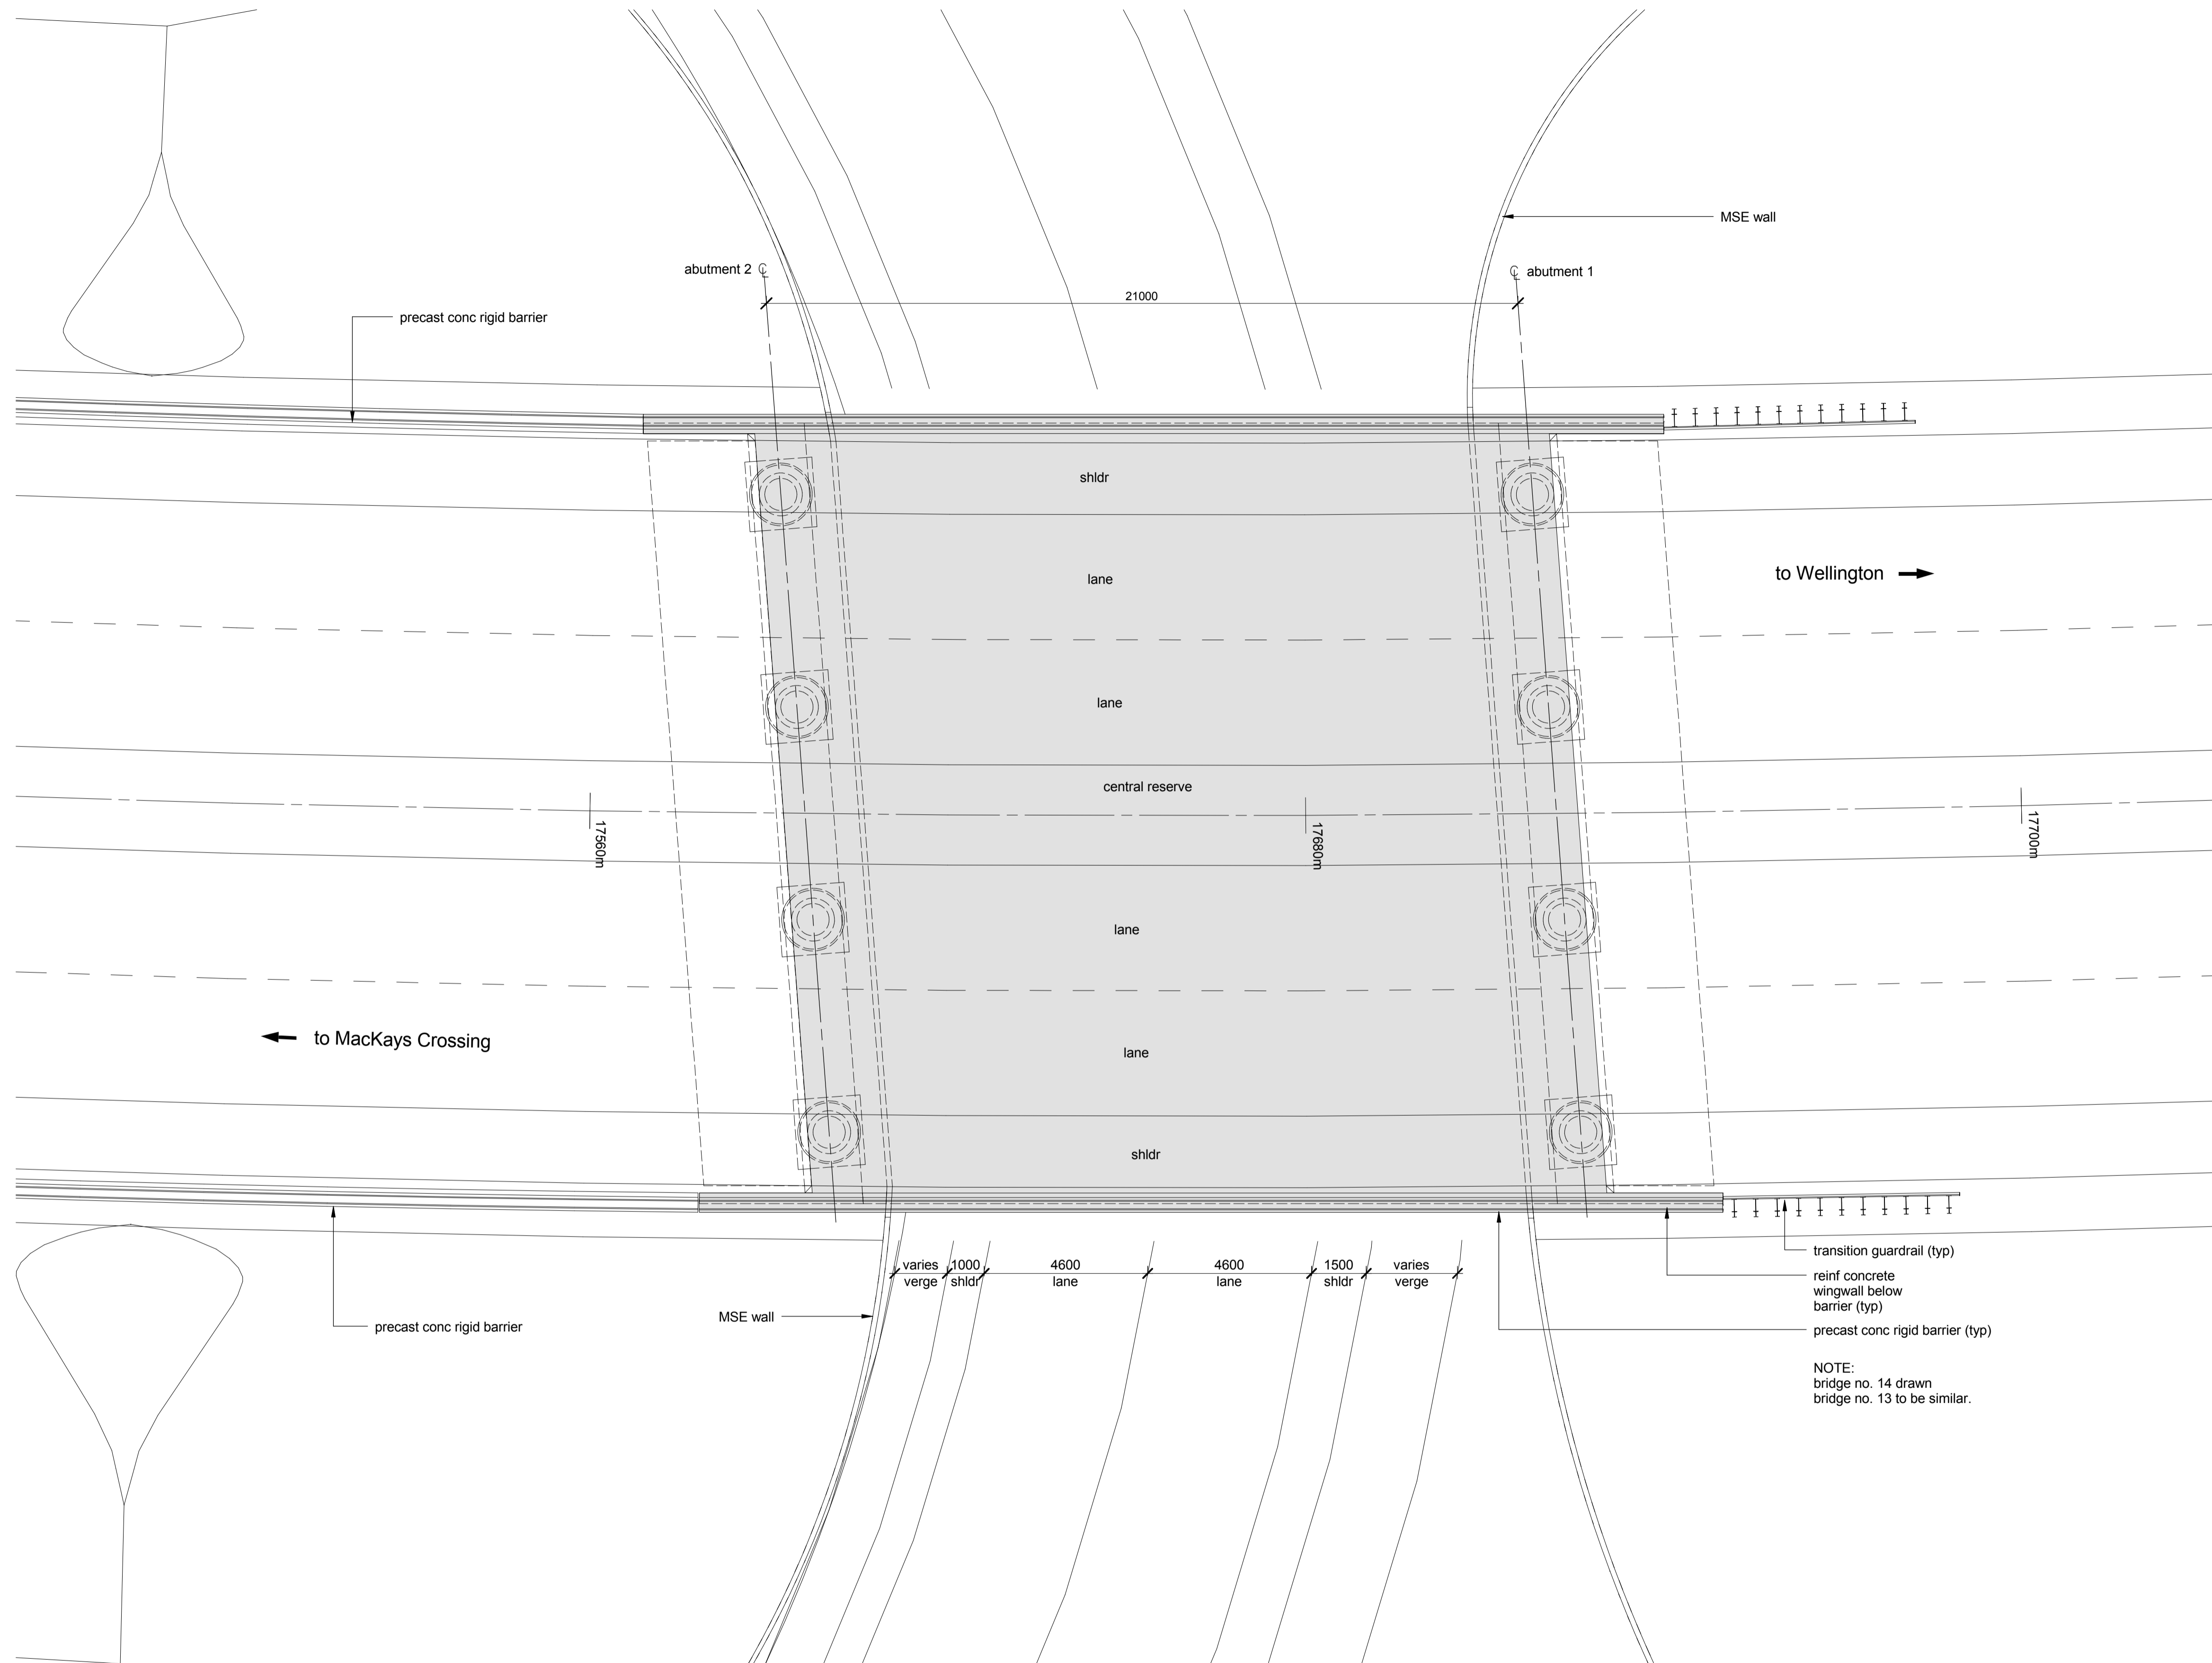 MSE wall
abutment 2 ℄
℄ abutment 1
21000
precast conc rigid barrier
shldr
lane
to Wellington
lane
central reserve
17560m
17680m
17700m
lane
to MacKays Crossing
lane
shldr
varies 1000 4600 4600 1500 varies
verge shldr lane lane shldr verge
transition guardrail (typ)
reinf concrete
wingwall below
barrier (typ)
MSE wall
precast conc rigid barrier
precast conc rigid barrier (typ)
NOTE:
bridge no. 14 drawn
bridge no. 13 to be similar.